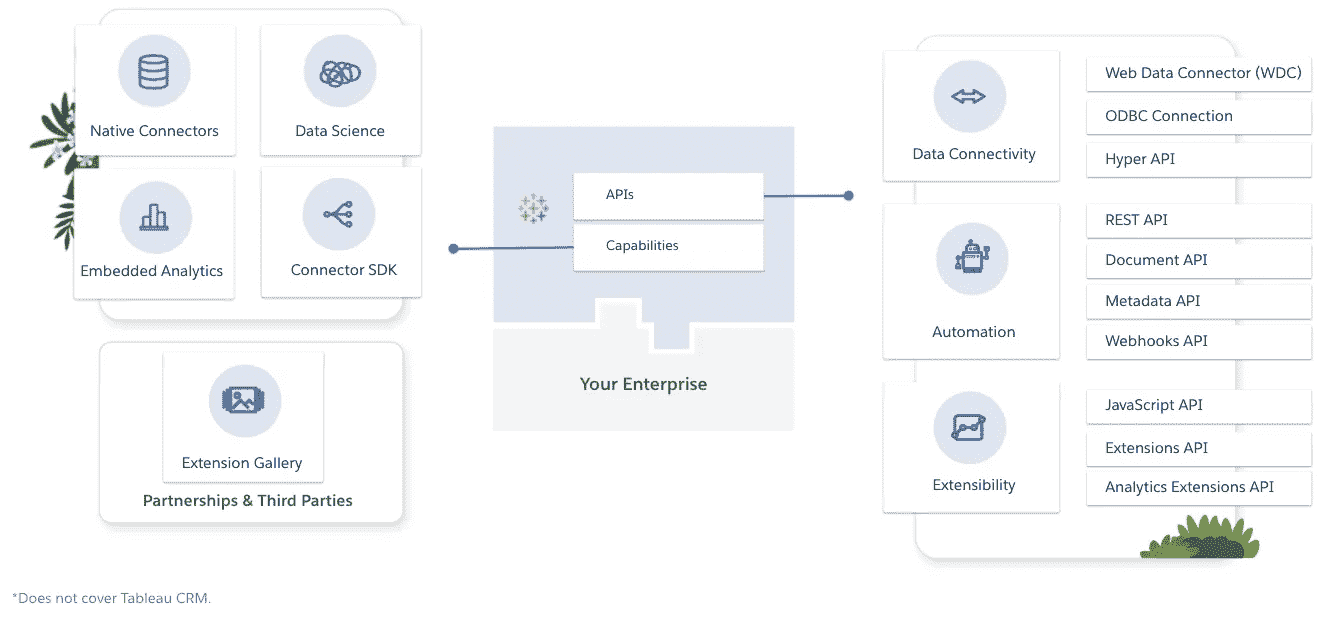 Native Connectors
Data Science
Embedded Analytics
Connector SDK
Extension Gallery
Partnerships & Third Parties
APIs
Capabilities
Your Enterprise
Data Connectivity
Web Data Connector (WDC)
ODBC Connection
Hyper API
Automation
REST API
Document API
Metadata API
Webhooks API
Extensibility
JavaScript API
Extensions API
Analytics Extensions API
*Does not cover Tableau CRM.